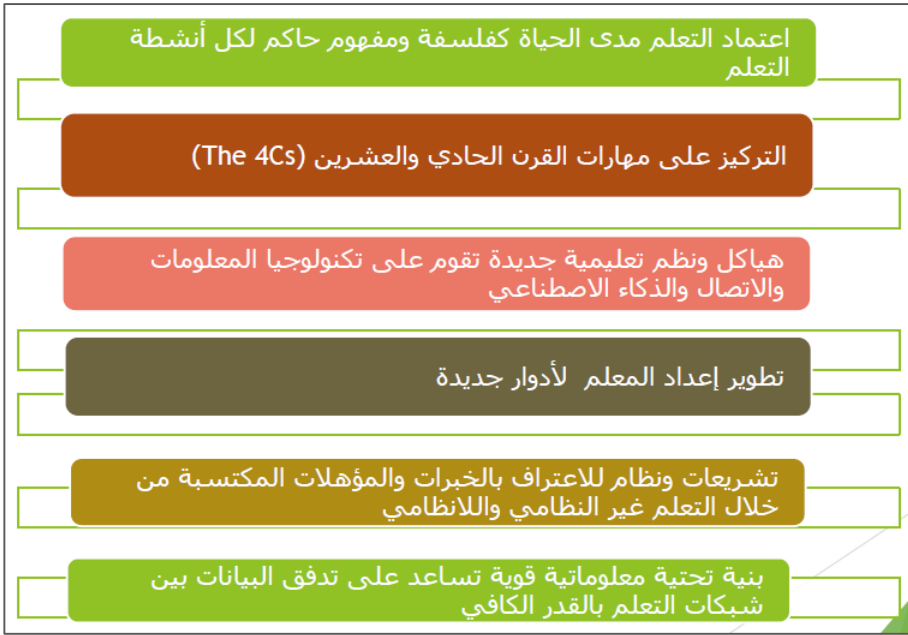 اعتماد التعلم مدى الحياة كفلسفة ومفهوم حاكم لكل أنشطة
التعلم
التركيز على مهارات القرن الحادي والعشرين (The 4Cs)
هياكل ونظم تعليمية جديدة تقوم على تكنولوجيا المعلومات
والاتصال والذكاء الاصطناعي
تطوير إعداد المعلم لأدوار جديدة
تشريعات ونظام للاعتراف بالخبرات والمؤهلات المكتسبة من
خلال التعلم غير النظامي واللانظامي
بنية تحتية معلوماتية قوية تساعد على تدفق البيانات بين
شبكات التعلم بالقدر الكافي